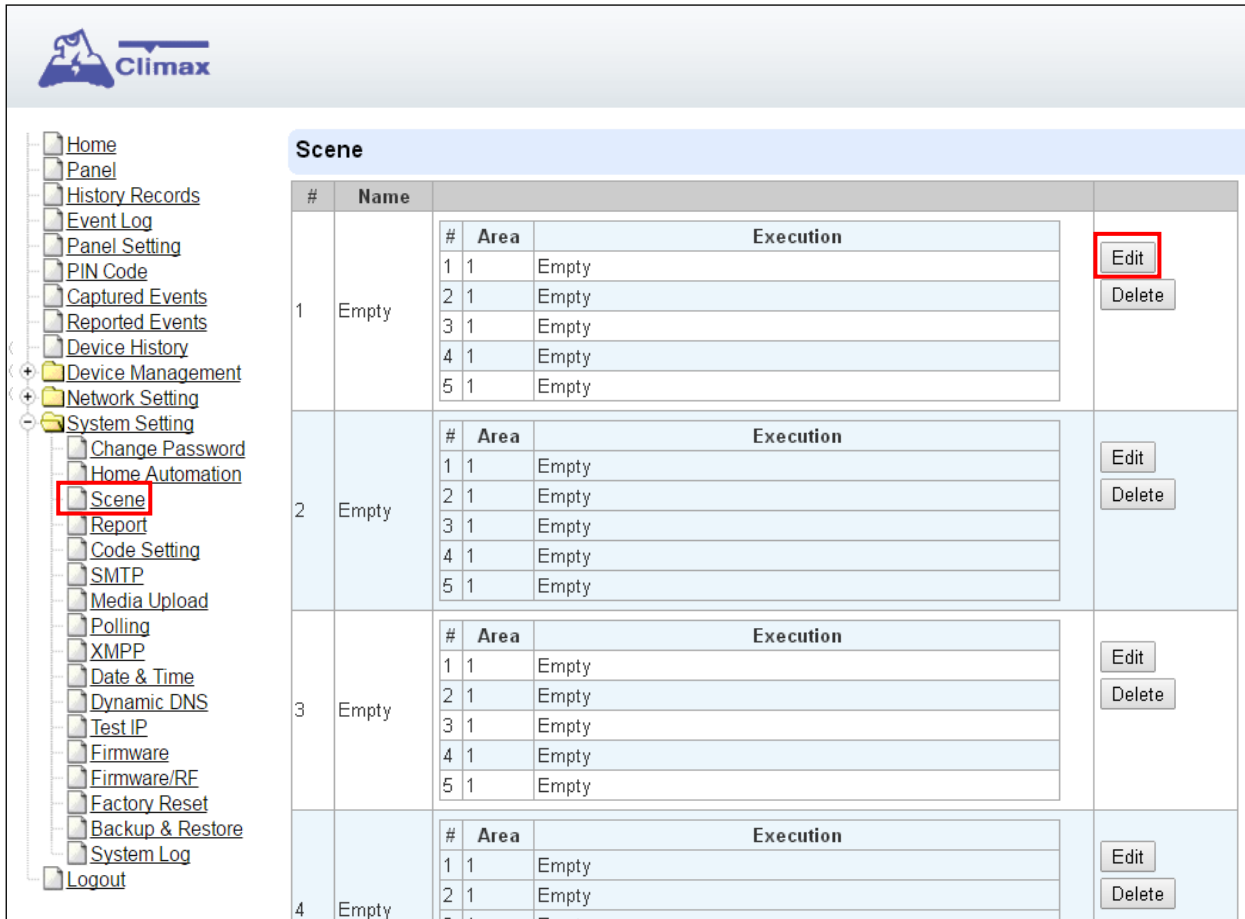 Climax
Home
Panel
History Records
Event Log
Panel Setting
PIN Code
Captured Events
Reported Events
Device History
Device Management
Network Setting
System Setting
Change Password
Home Automation
Scene
Report
Code Setting
SMTP
Media Upload
Polling
XMPP
Date & Time
Dynamic DNS
Test IP
Firmware
Firmware/RF
Factory Reset
Backup & Restore
System Log
Logout
Scene
# Name
1 Empty
# Area Execution
1 1 Empty
2 1 Empty
3 1 Empty
4 1 Empty
5 1 Empty
Edit
Delete
2 Empty
# Area Execution
1 1 Empty
2 1 Empty
3 1 Empty
4 1 Empty
5 1 Empty
Edit
Delete
3 Empty
# Area Execution
1 1 Empty
2 1 Empty
3 1 Empty
4 1 Empty
5 1 Empty
Edit
Delete
4 Empty
# Area Execution
1 1 Empty
2 1 Empty
Edit
Delete